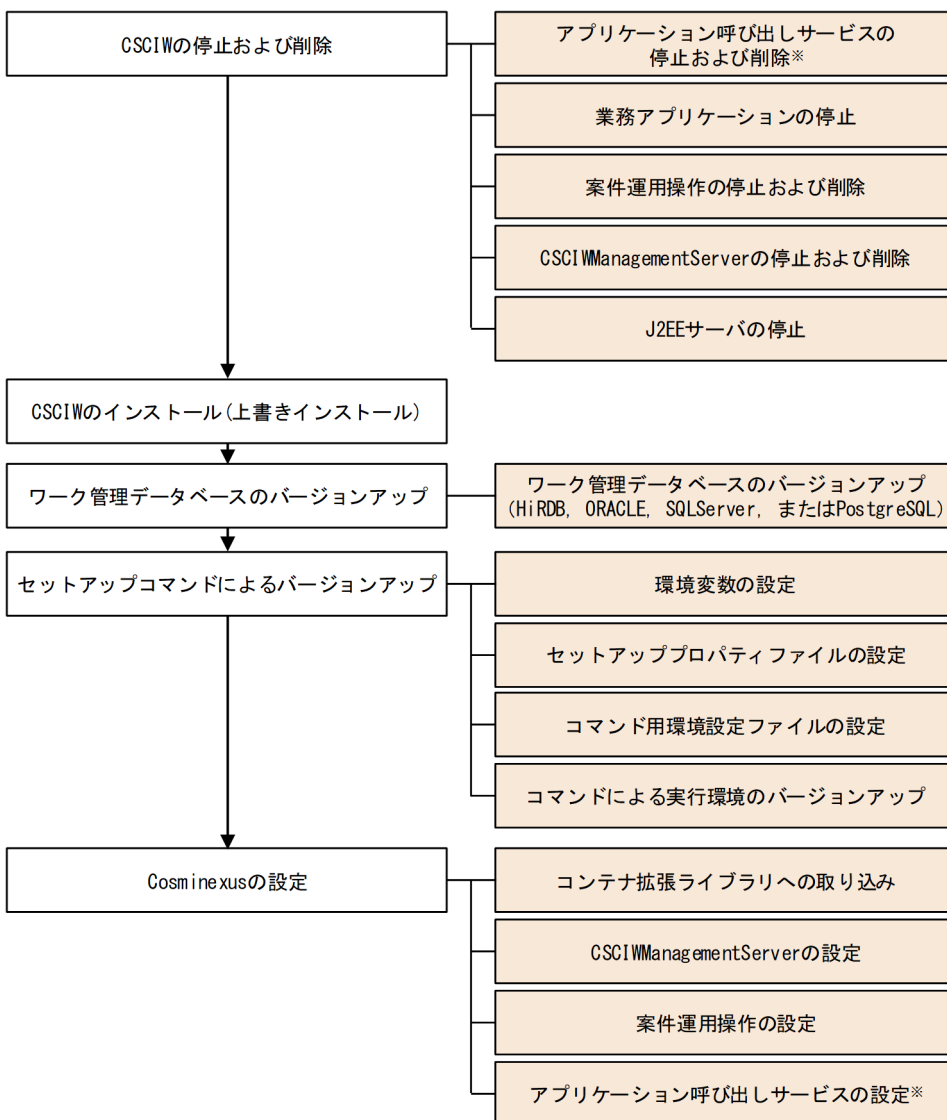 CSCIWの停止および削除
アプリケーション呼び出しサービスの
停止および削除※
業務アプリケーションの停止
案件運用操作の停止および削除
CSCIWManagementServerの停止および削除
J2EEサーバの停止
CSCIWのインストール(上書きインストール)
ワーク管理データベースのバージョンアップ
ワーク管理データベースのバージョンアップ
(HiRDB, ORACLE, SQLServer, またはPostgreSQL)
セットアップコマンドによるバージョンアップ
環境変数の設定
セットアッププロパティファイルの設定
コマンド用環境設定ファイルの設定
コマンドによる実行環境のバージョンアップ
Cosminexusの設定
コンテナ拡張ライブラリへの取り込み
CSCIWManagementServerの設定
案件運用操作の設定
アプリケーション呼び出しサービスの設定※